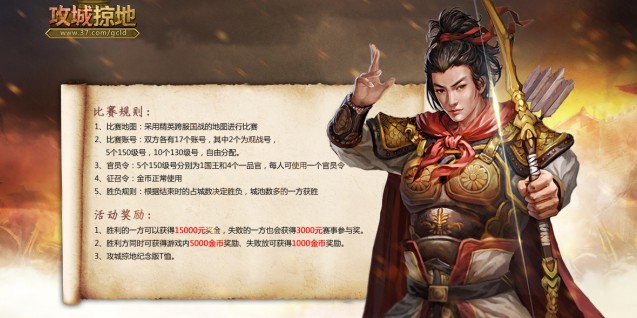 攻城掠地
www.37.com/gcld
比赛规则：
1、比赛地图：采用精英跨服国战的地图进行比赛
2、比赛账号：双方各有17个账号，其中2个为观战号，
5个150级号，10个130级号，自由分配。
3、官员令：5个150级号分别为1国王和4个一品官，每人可使用一个官员令
4、征召令：金币正常使用
5、胜负规则：根据结束时的占城数决定胜负，城池数多的一方获胜
活动奖励：
1、胜利的一方可以获得15000元奖金，失败的一方也会获得3000元赛事参与奖。
2、胜利方同时可获得游戏内5000金币奖励、失败放可获得1000金币奖励。
3、攻城掠地纪念版T恤。